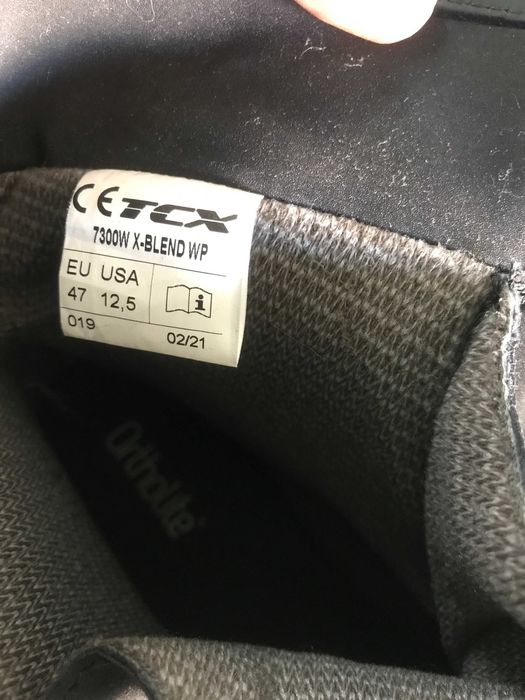 CE TCX
7300W X-BLEND WP
EU USA
47 12,5
i
019
02/21
Ortholite